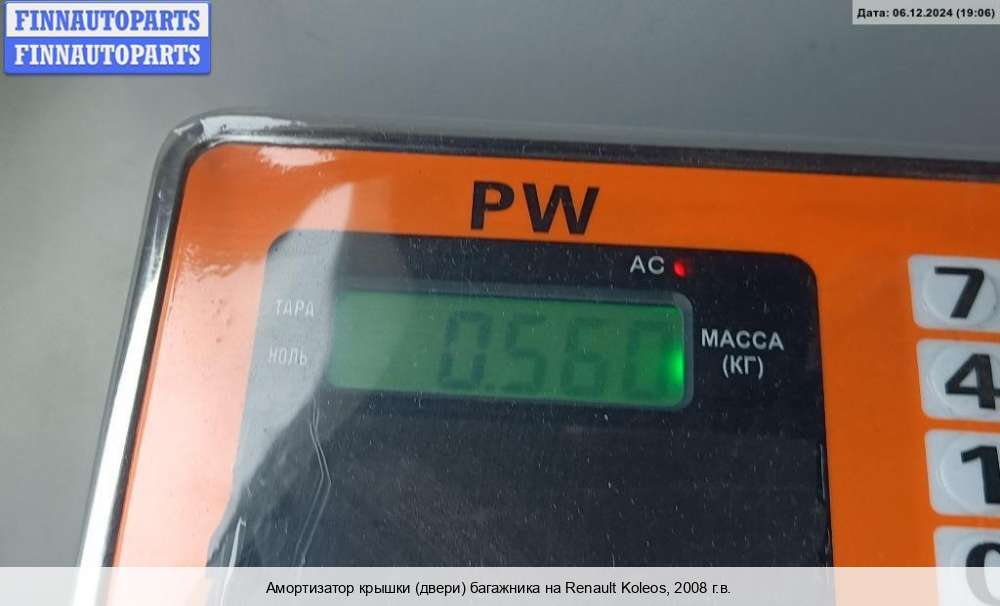 FINNAUTOPARTS
FINNAUTOPARTS
Дата: 06.12.2024 (19:06)
PW
AC
ТАРА
НОЛЬ
0.560
МАССА
(КГ)
7
4
1
0
Амортизатор крышки (двери) багажника на Renault Koleos, 2008 г.в.